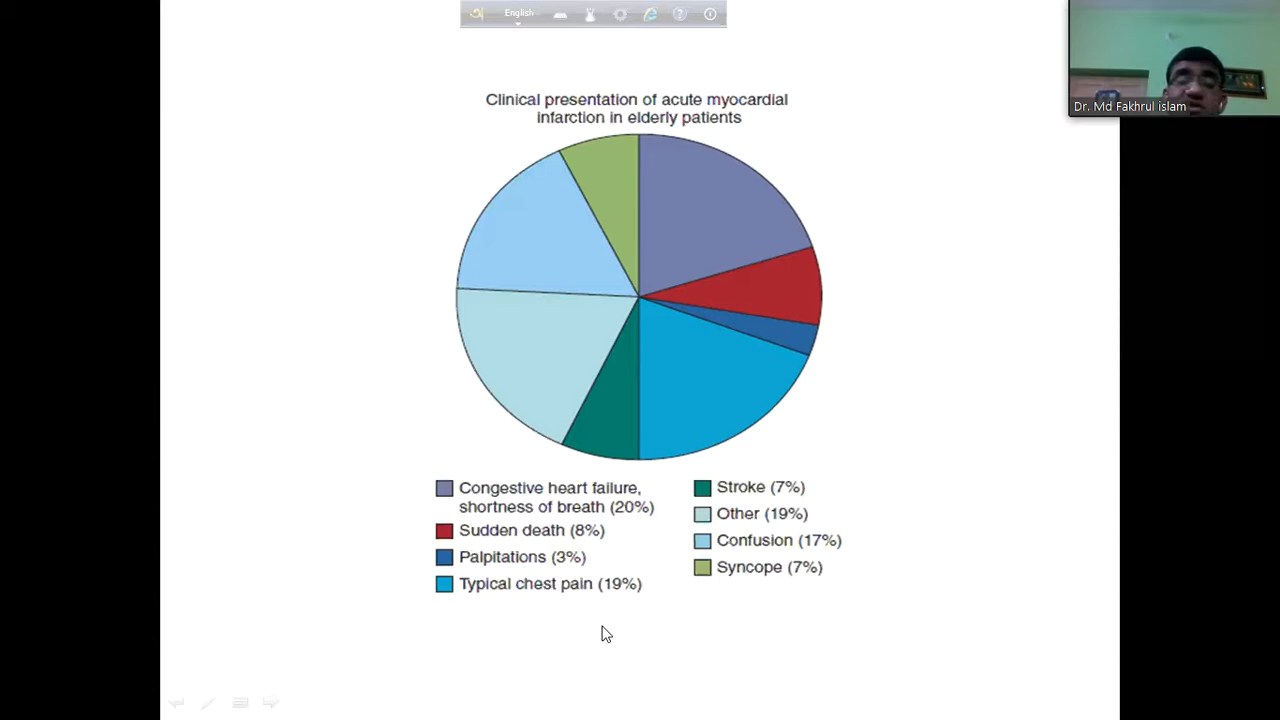 English
Dr. Md Fakhrul islam
Clinical presentation of acute myocardial
infarction in elderly patients
Congestive heart failure,
shortness of breath (20%)
Sudden death (8%)
Palpitations (3%)
Typical chest pain (19%)
Stroke (7%)
Other (19%)
Confusion (17%)
Syncope (7%)